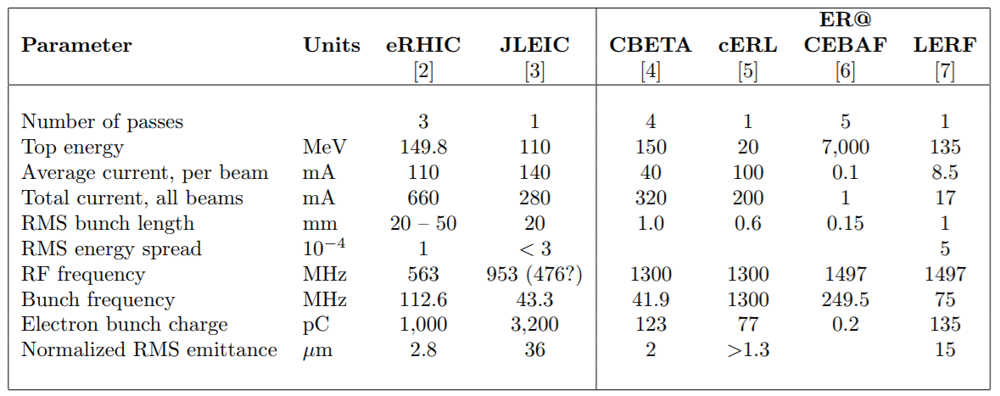 ER@
Parameter Units eRHIC JLEIC CBETA cERL CEBAF LERF
[2] [3] [4] [5] [6] [7]
Number of passes 3 1 4 1 5 1
Top energy MeV 149.8 110 150 20 7,000 135
Average current, per beam mA 110 140 40 100 0.1 8.5
Total current, all beams mA 660 280 320 200 1 17
RMS bunch length mm 20 – 50 20 1.0 0.6 0.15 1
RMS energy spread 10⁻⁴ 1 < 3 5
RF frequency MHz 563 953 (476?) 1300 1300 1497 1497
Bunch frequency MHz 112.6 43.3 41.9 1300 249.5 75
Electron bunch charge pC 1,000 3,200 123 77 0.2 135
Normalized RMS emittance μm 2.8 36 2 >1.3 15